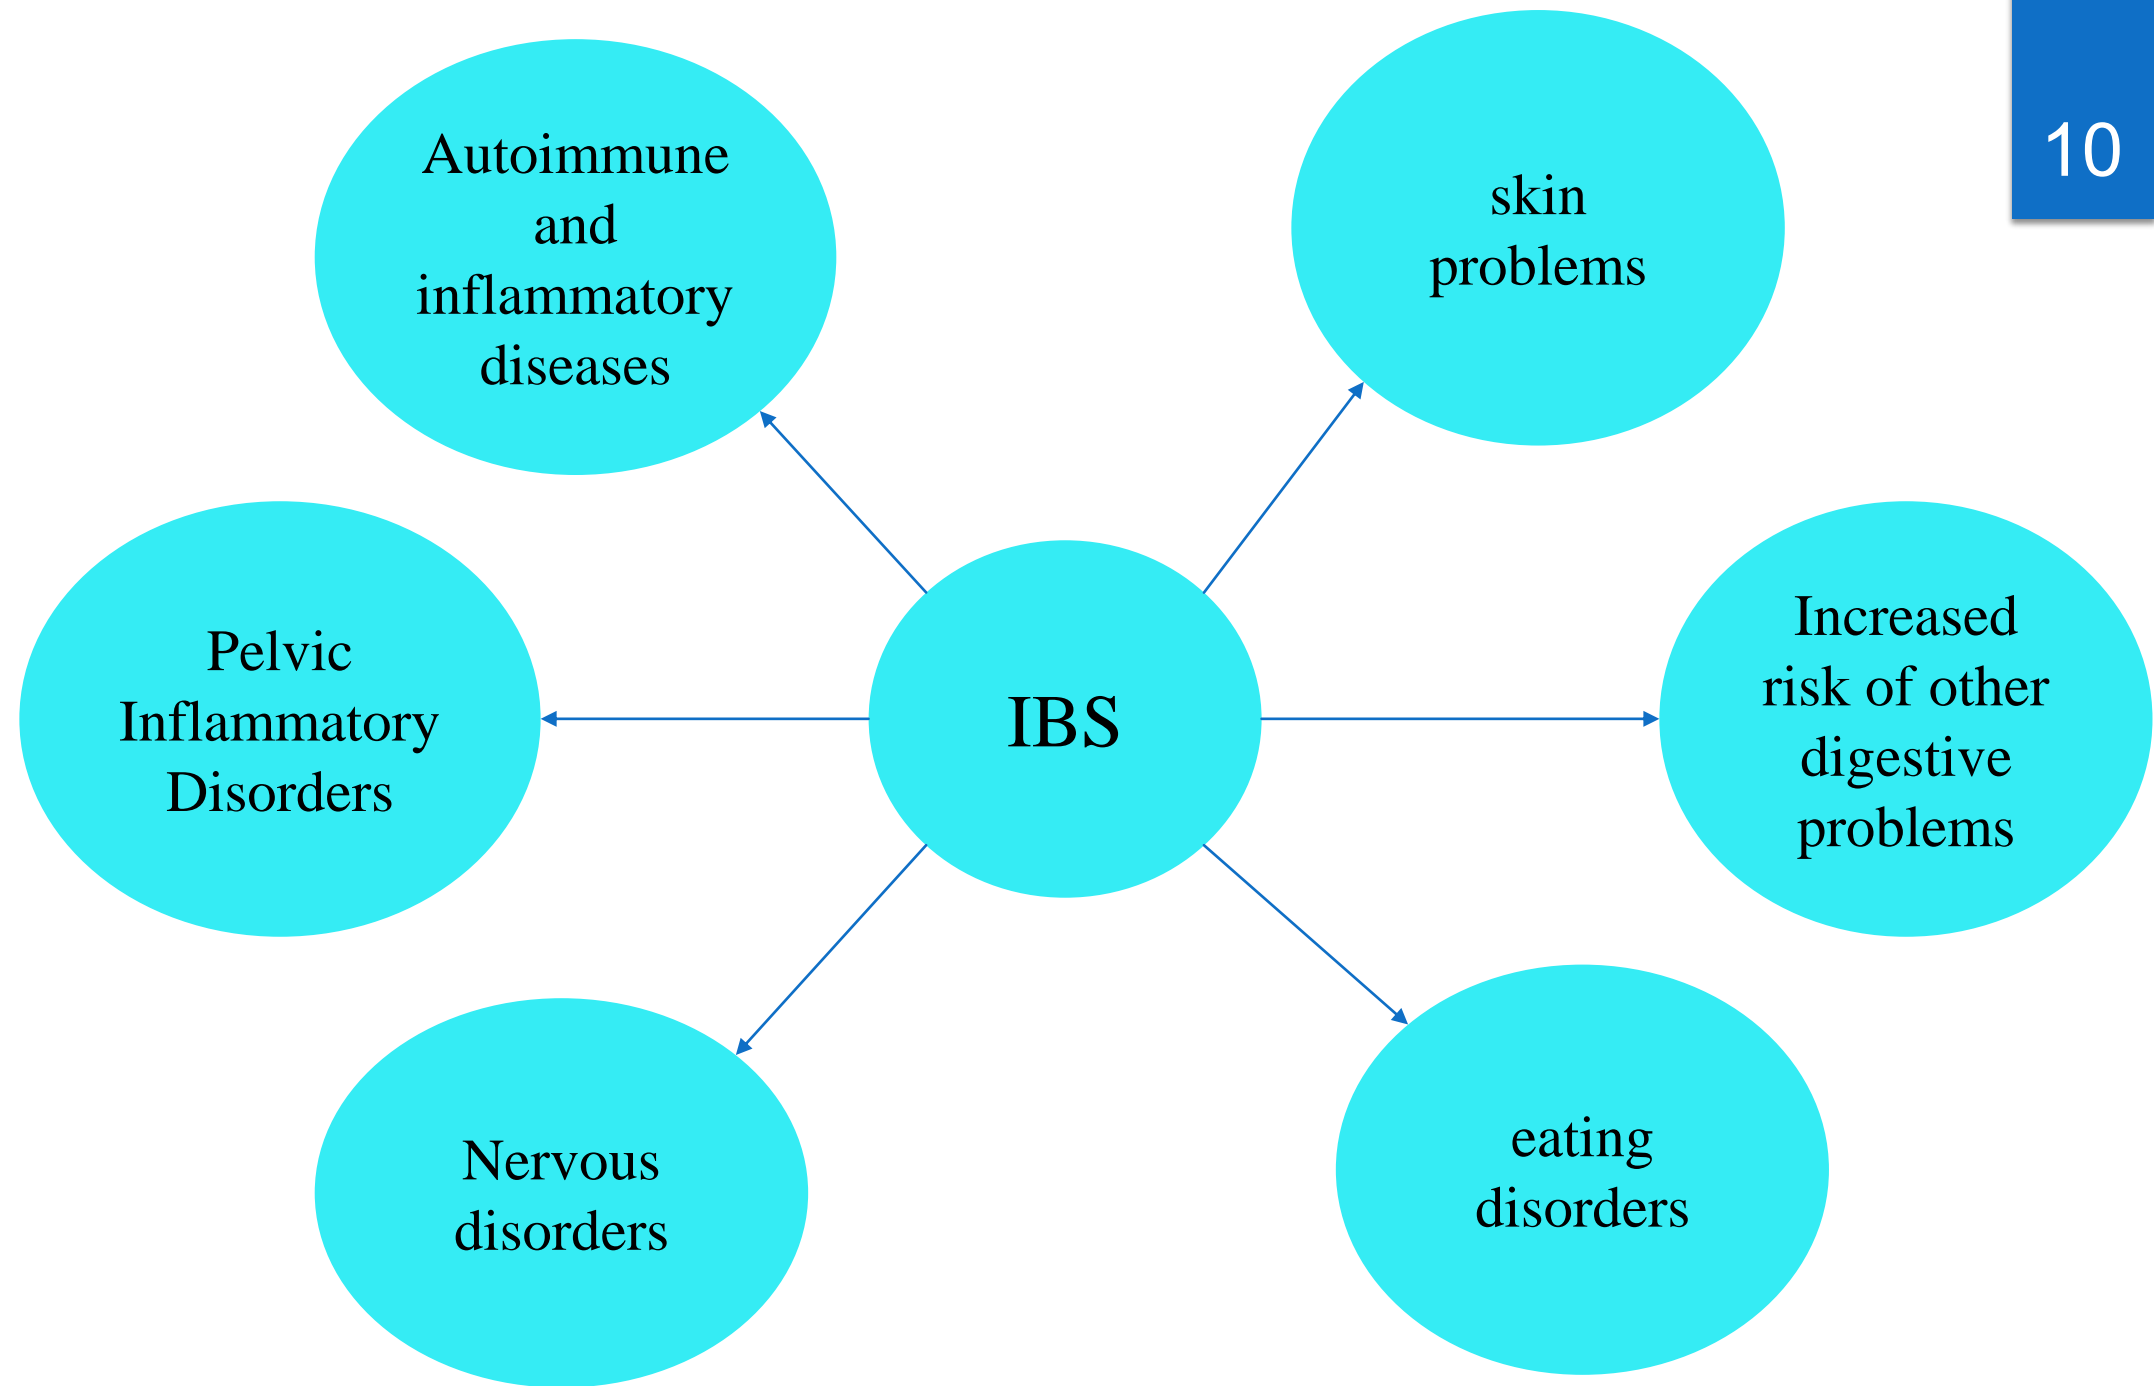 10
Autoimmune
and
inflammatory
diseases
skin
problems
Pelvic
Inflammatory
Disorders
IBS
Increased
risk of other
digestive
problems
Nervous
disorders
eating
disorders